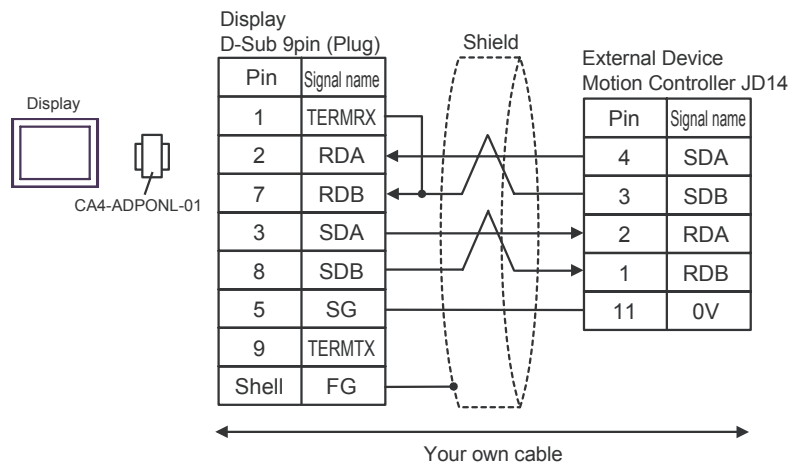 Display
D-Sub 9pin (Plug)
Shield
External Device
Motion Controller JD14
Display
CA4-ADPONL-01
Pin Signal name
1 TERMRX
2 RDA
7 RDB
3 SDA
8 SDB
5 SG
9 TERMTX
Shell FG
Pin Signal name
4 SDA
3 SDB
2 RDA
1 RDB
11 0V
Your own cable